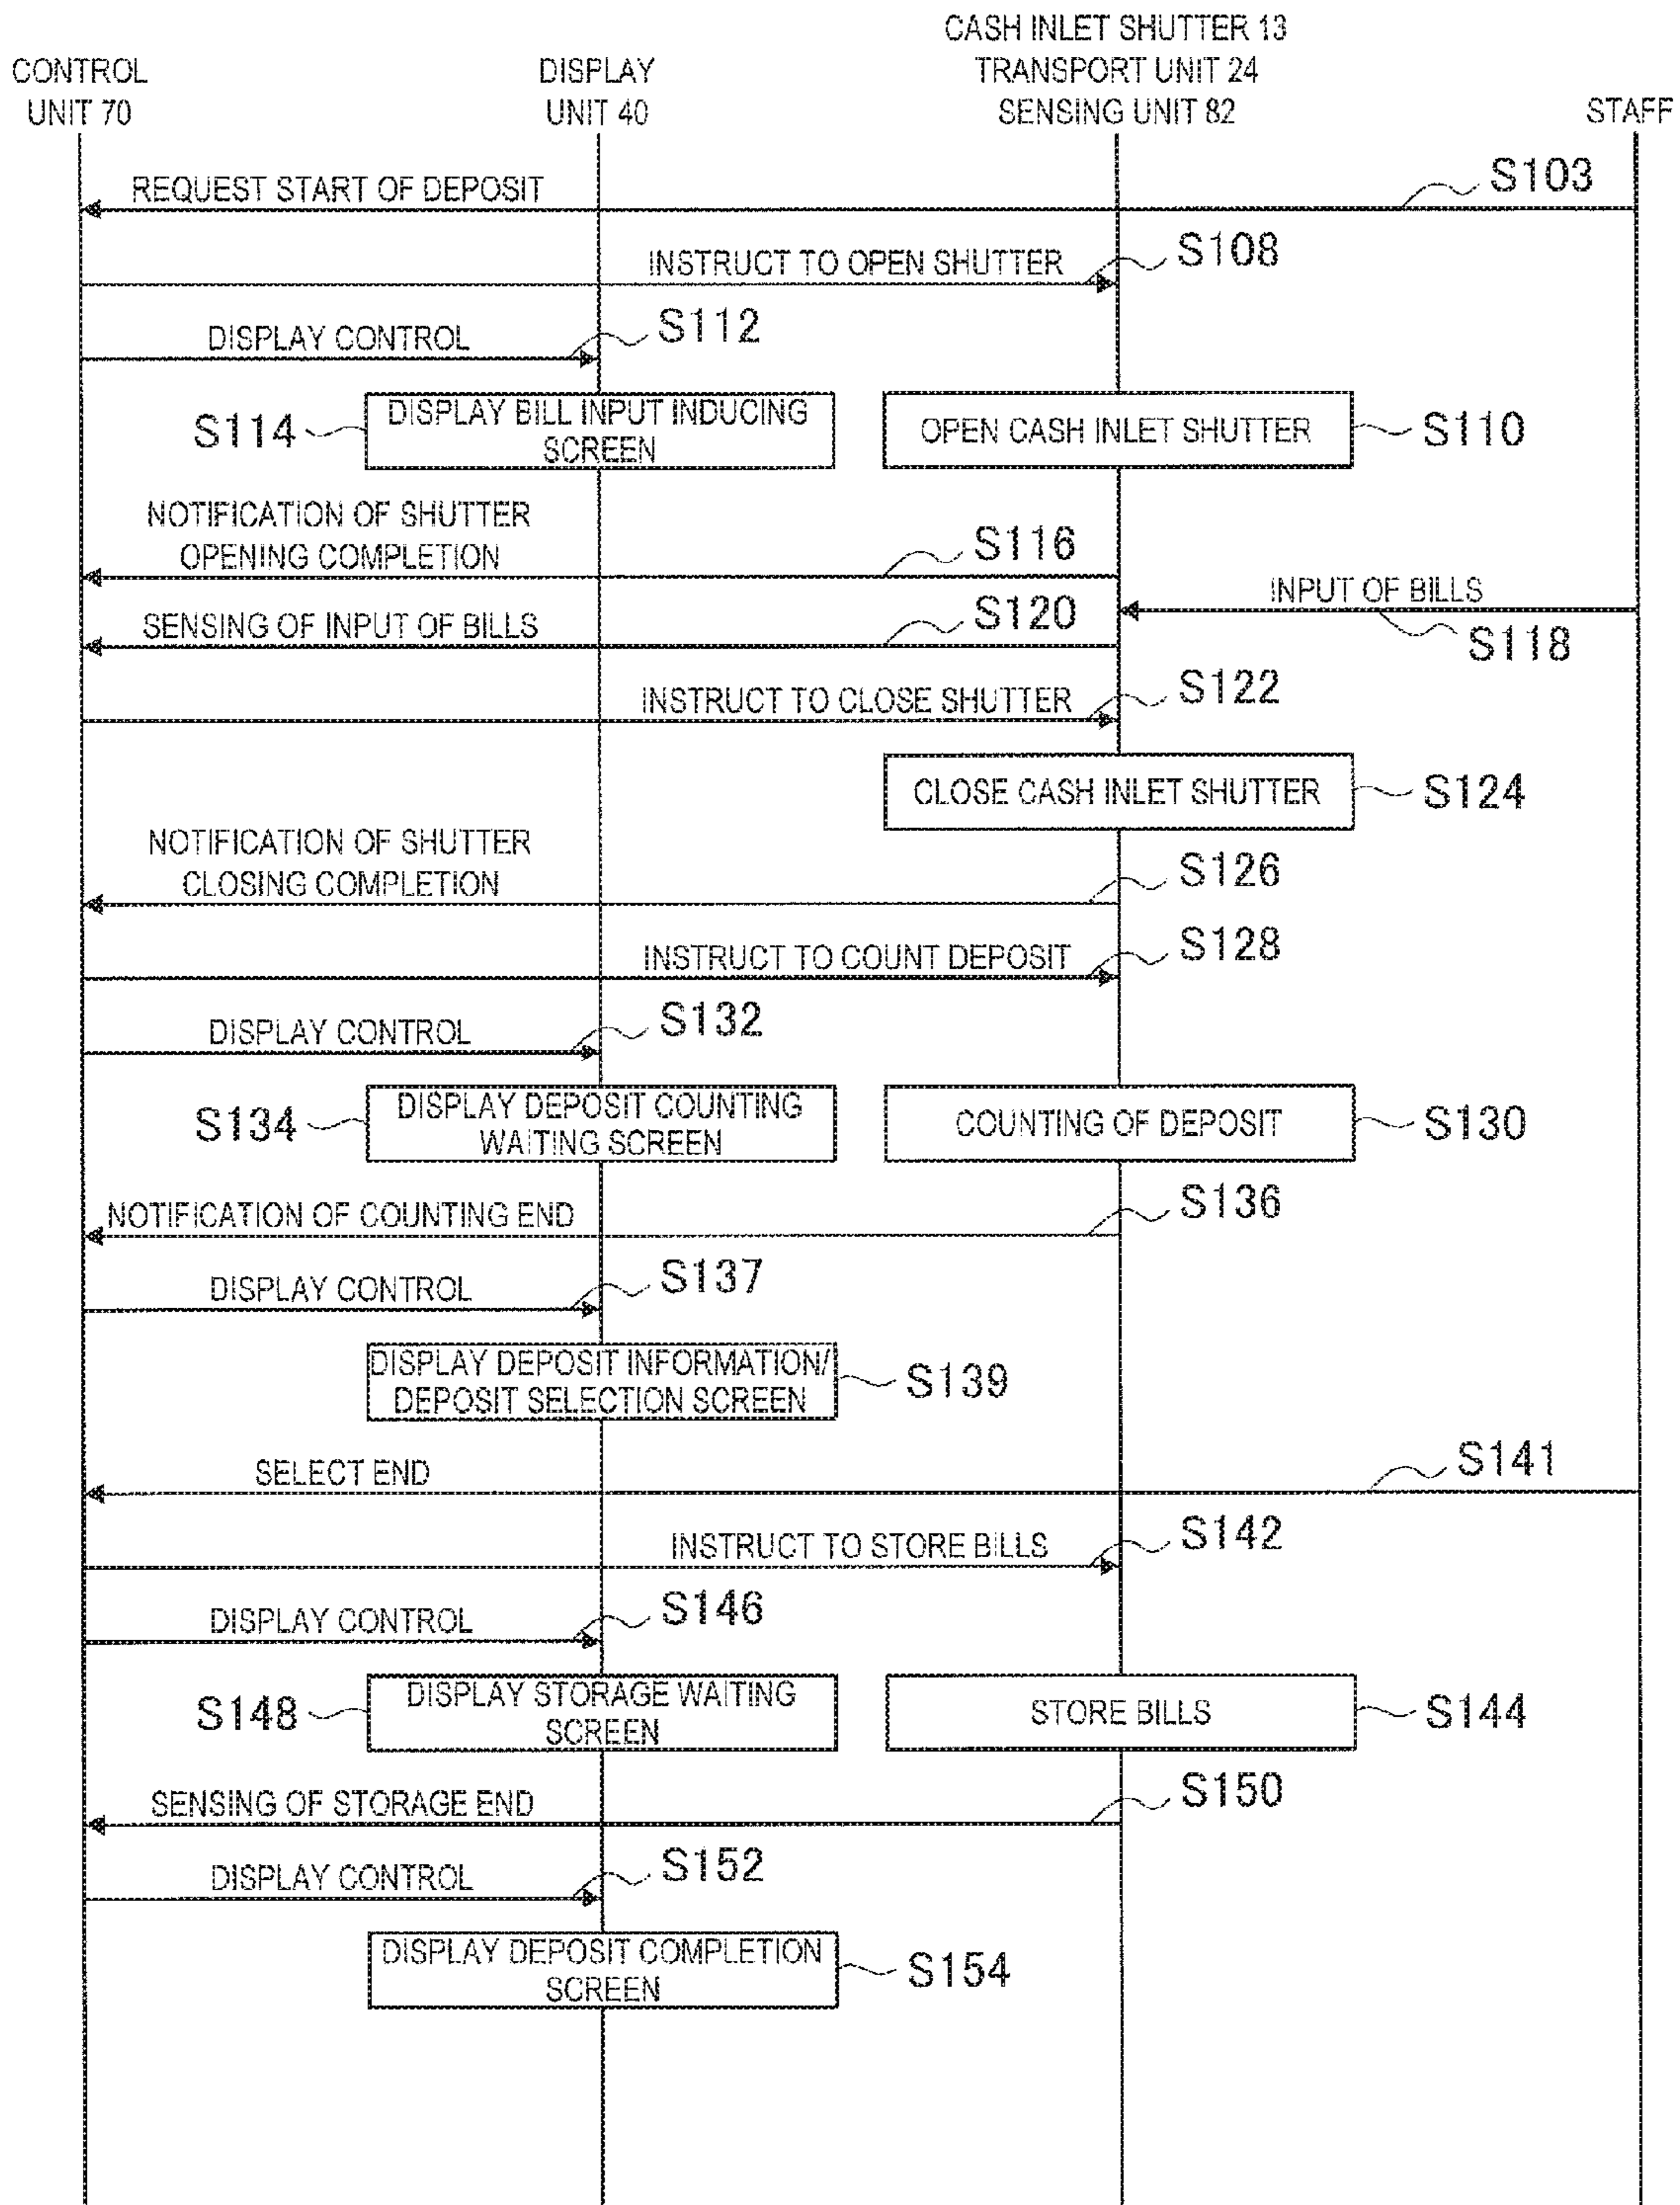 CASH INLET SHUTTER 13
CONTROL
DISPLAY
TRANSPORT UNIT 24
UNIT 70
UNIT 40
SENSING UNIT 82
STAFF
REQUEST START OF DEPOSIT
S103
INSTRUCT TO OPEN SHUTTER
S108
DISPLAY CONTROL
S112
S114
DISPLAY BILL INPUT INDUCING
SCREEN
OPEN CASH INLET SHUTTER
S110
NOTIFICATION OF SHUTTER
OPENING COMPLETION
S116
INPUT OF BILLS
S118
SENSING OF INPUT OF BILLS
S120
INSTRUCT TO CLOSE SHUTTER
S122
CLOSE CASH INLET SHUTTER
S124
NOTIFICATION OF SHUTTER
CLOSING COMPLETION
S126
INSTRUCT TO COUNT DEPOSIT
S128
DISPLAY CONTROL
S132
S134
DISPLAY DEPOSIT COUNTING
WAITING SCREEN
COUNTING OF DEPOSIT
S130
NOTIFICATION OF COUNTING END
S136
DISPLAY CONTROL
S137
DISPLAY DEPOSIT INFORMATION/
DEPOSIT SELECTION SCREEN
S139
SELECT END
S141
INSTRUCT TO STORE BILLS
S142
DISPLAY CONTROL
S146
S148
DISPLAY STORAGE WAITING
SCREEN
STORE BILLS
S144
SENSING OF STORAGE END
S150
DISPLAY CONTROL
S152
DISPLAY DEPOSIT COMPLETION
SCREEN
S154